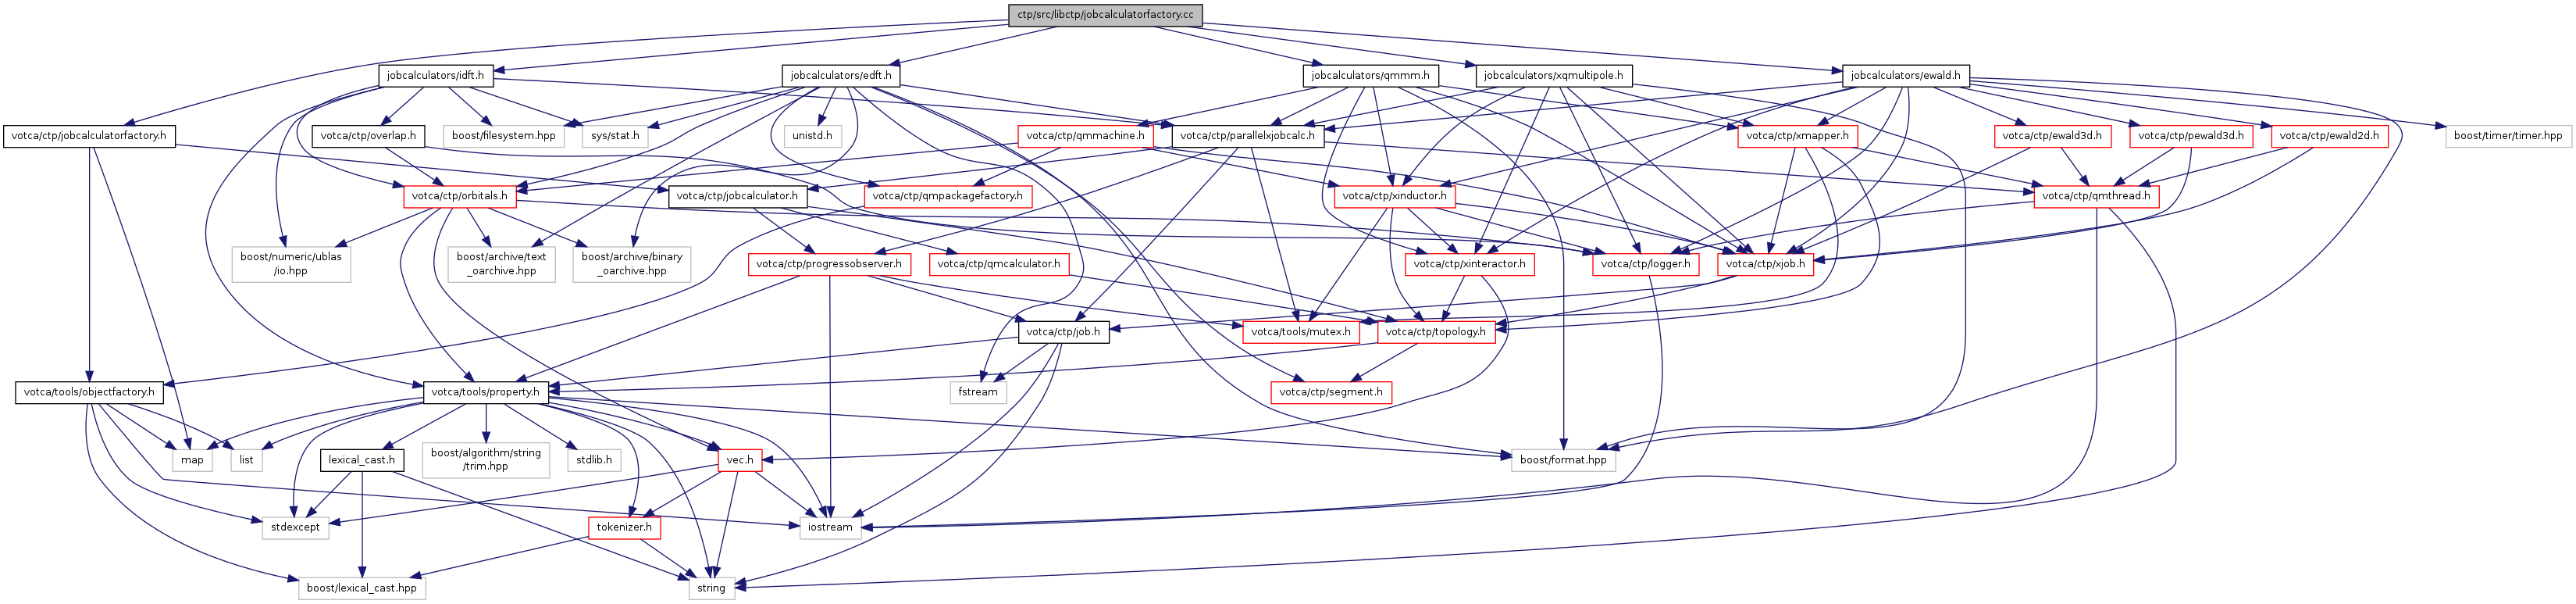 ctp/src/libctp/jobcalculatorfactory.cc
jobcalculators/idft.h
jobcalculators/edft.h
jobcalculators/qmmm.h
jobcalculators/xqmultipole.h
jobcalculators/ewald.h
votca/ctp/jobcalculatorfactory.h
votca/ctp/overlap.h
boost/filesystem.hpp
sys/stat.h
unistd.h
votca/ctp/qmmachine.h
votca/ctp/parallelxjobcalc.h
votca/ctp/xmapper.h
votca/ctp/ewald3d.h
votca/ctp/pewald3d.h
votca/ctp/ewald2d.h
boost/timer/timer.hpp
votca/ctp/orbitals.h
votca/ctp/jobcalculator.h
votca/ctp/qmpackagefactory.h
votca/ctp/xinductor.h
votca/ctp/qmthread.h
boost/numeric/ublas
/io.hpp
boost/archive/text
_oarchive.hpp
boost/archive/binary
_oarchive.hpp
votca/ctp/progressobserver.h
votca/ctp/qmcalculator.h
votca/ctp/xinteractor.h
votca/ctp/logger.h
votca/ctp/xjob.h
votca/ctp/job.h
votca/tools/mutex.h
votca/ctp/topology.h
votca/tools/objectfactory.h
votca/tools/property.h
fstream
votca/ctp/segment.h
map
list
lexical_cast.h
boost/algorithm/string
/trim.hpp
stdlib.h
vec.h
boost/format.hpp
stdexcept
tokenizer.h
iostream
boost/lexical_cast.hpp
string